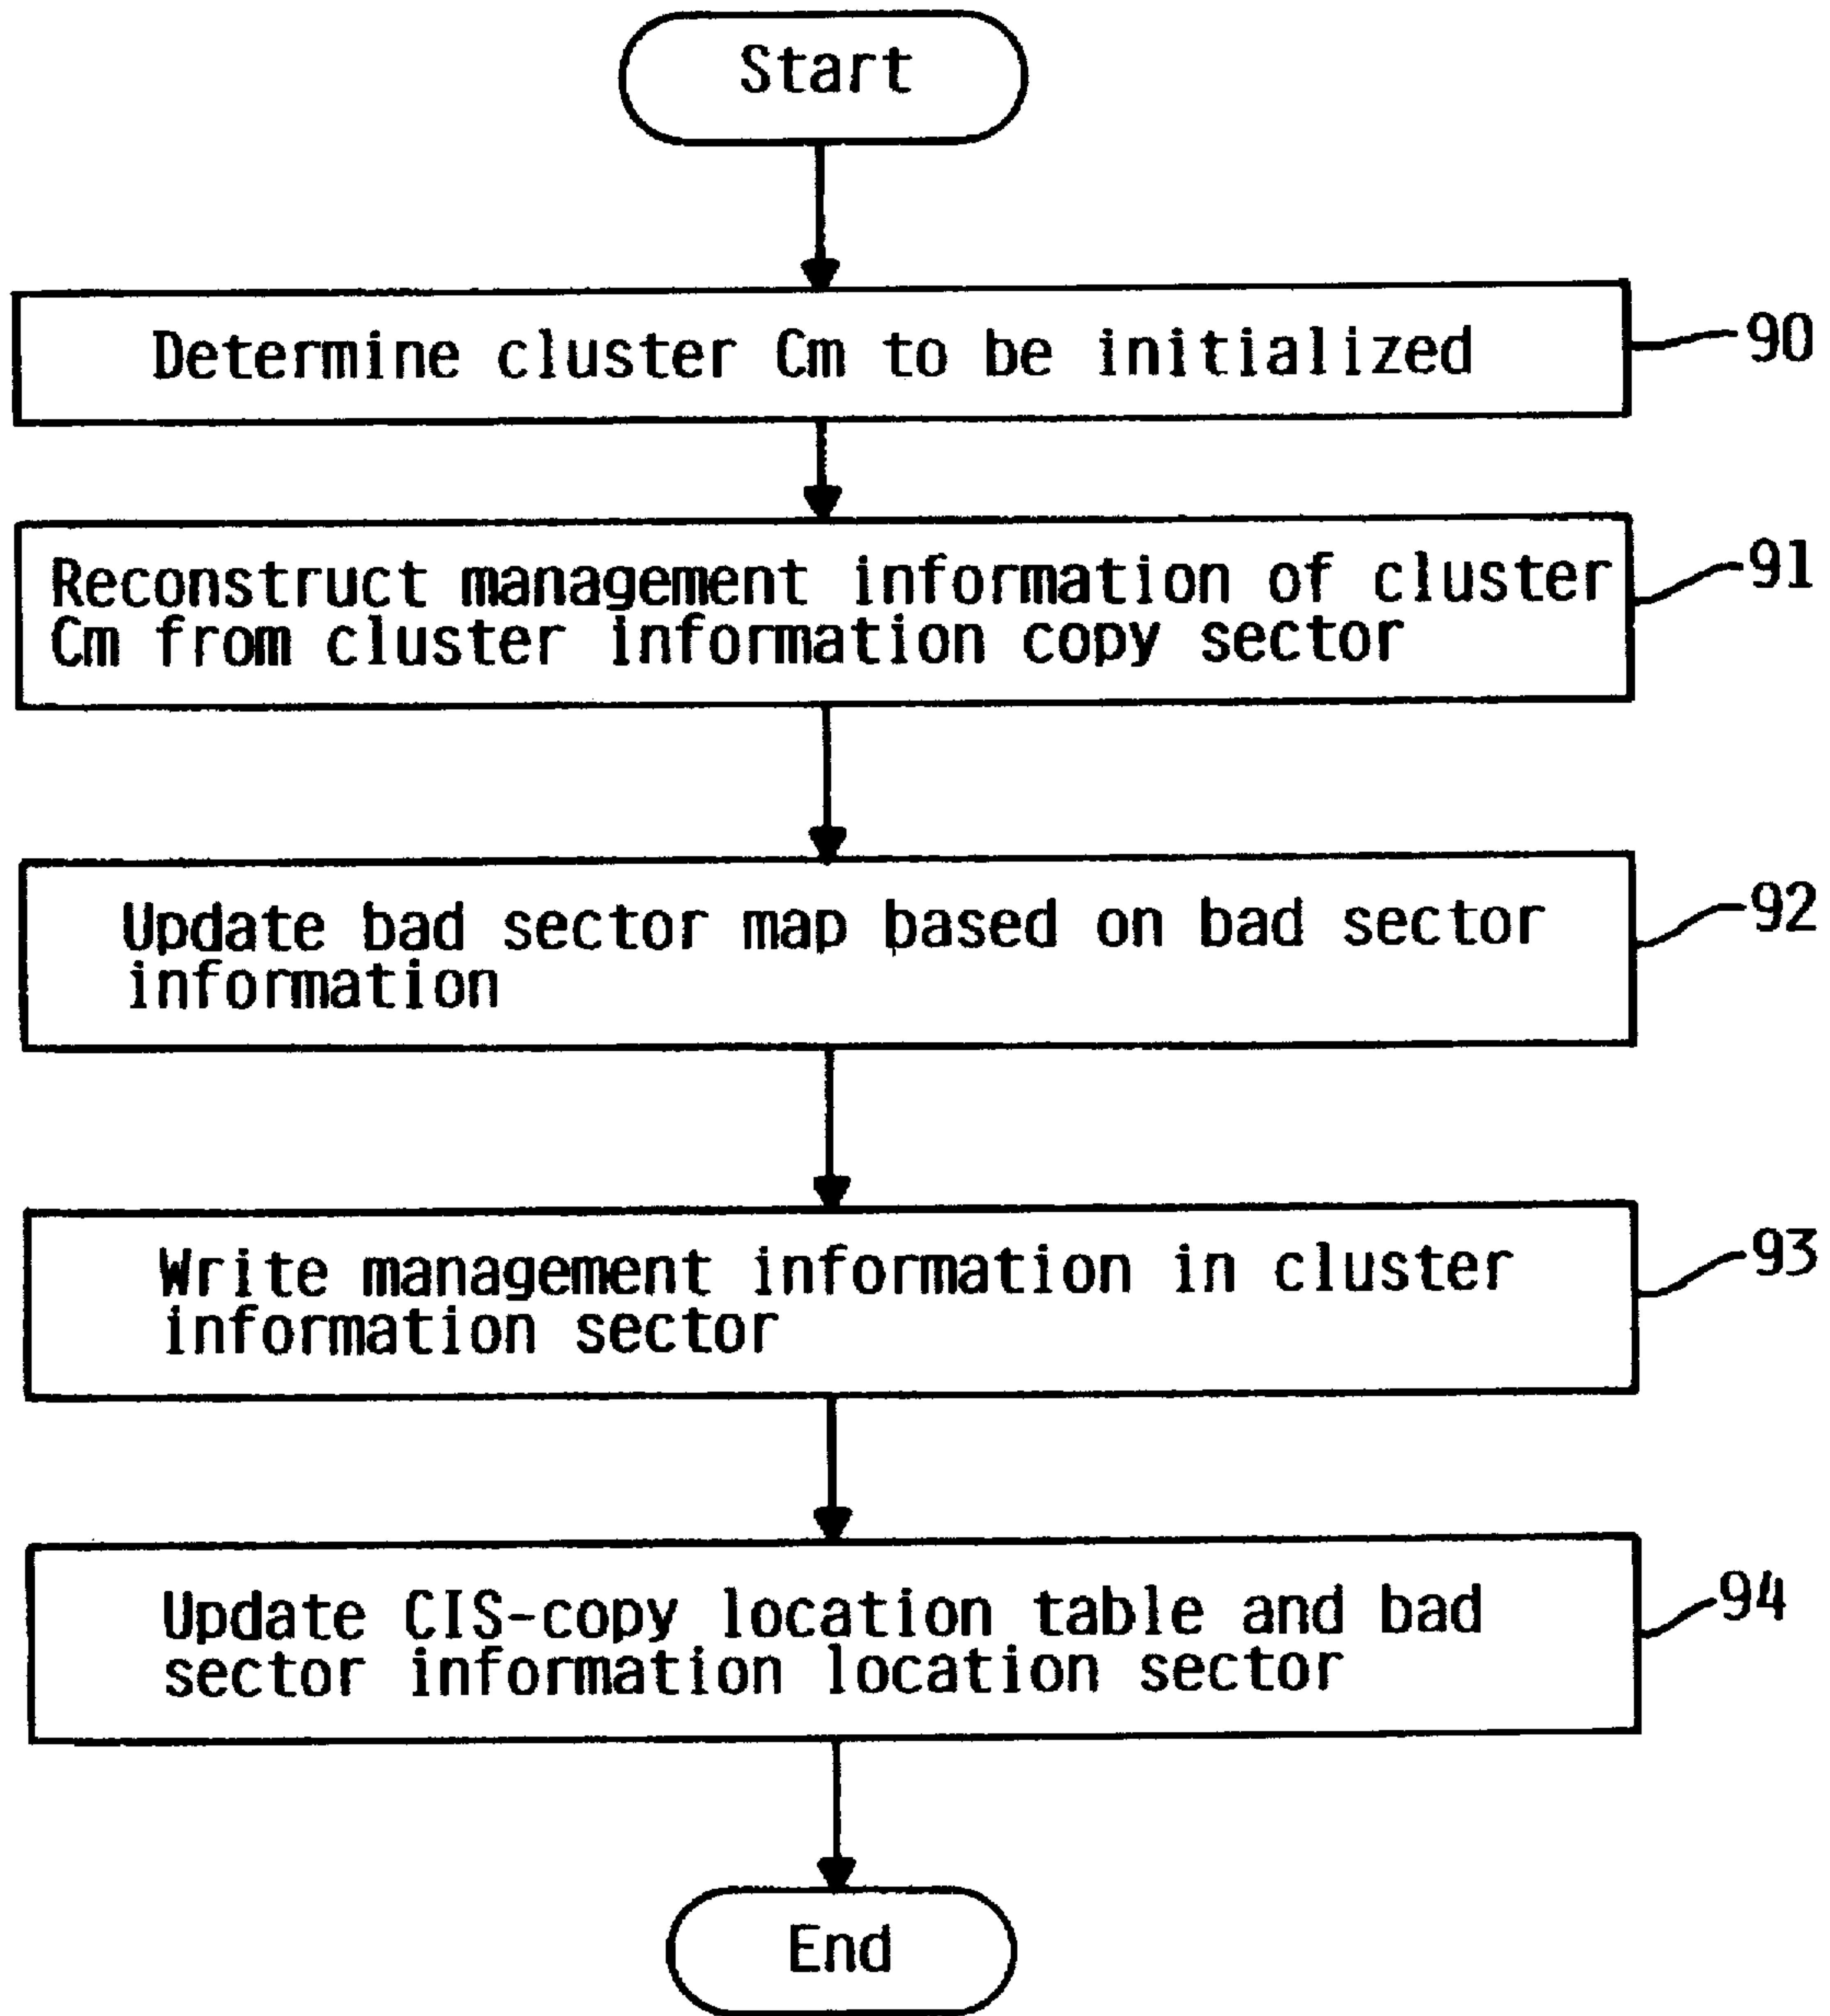 Start
Determine cluster Cm to be initialized
90
Reconstruct management information of cluster
Cm from cluster information copy sector
91
Update bad sector map based on bad sector
information
92
Write management information in cluster
information sector
93
Update CIS-copy location table and bad
sector information location sector
94
End